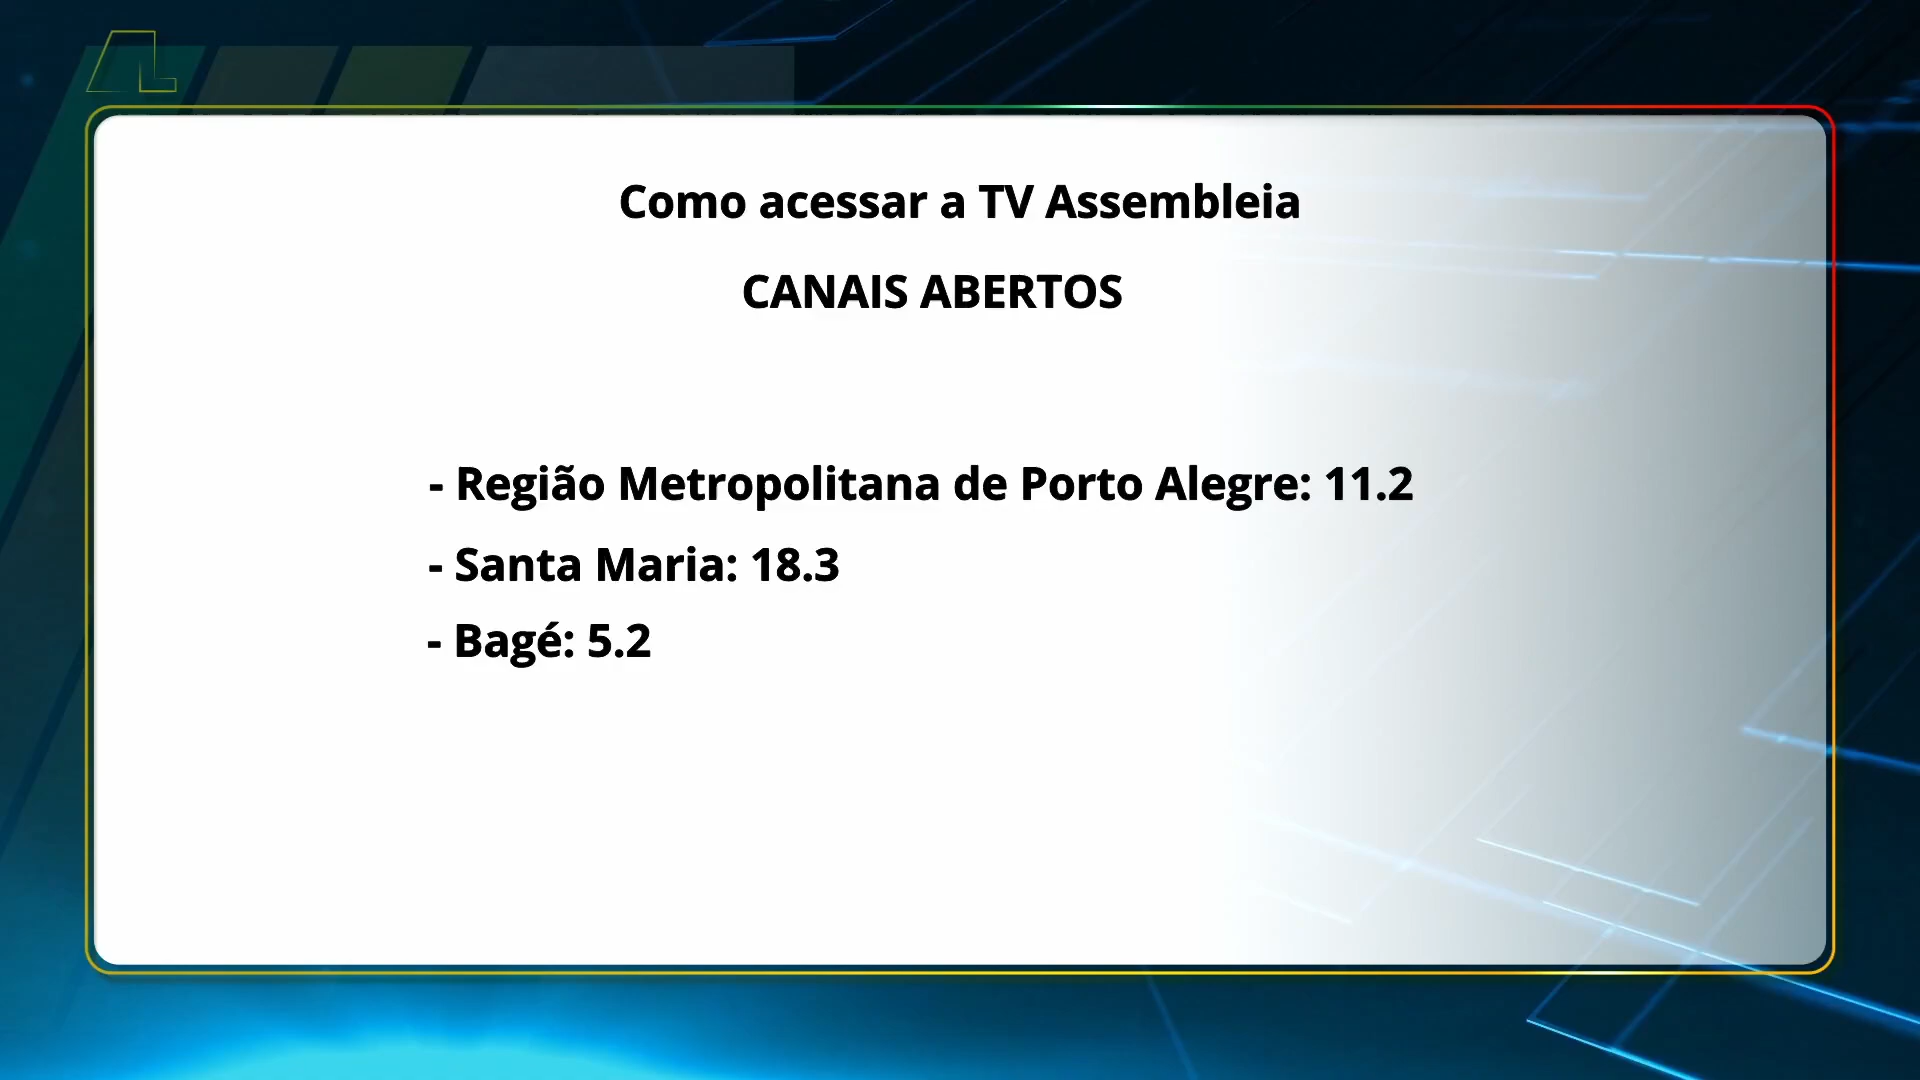 Como acessar a TV Assembleia
CANAIS ABERTOS
- Região Metropolitana de Porto Alegre: 11.2
- Santa Maria: 18.3
- Bagé: 5.2